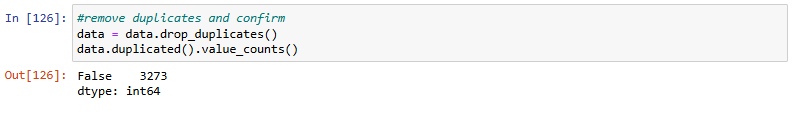 In [126]: #remove duplicates and confirm
data = data.drop_duplicates()
data.duplicated().value_counts()
Out[126]: False    3273
dtype: int64